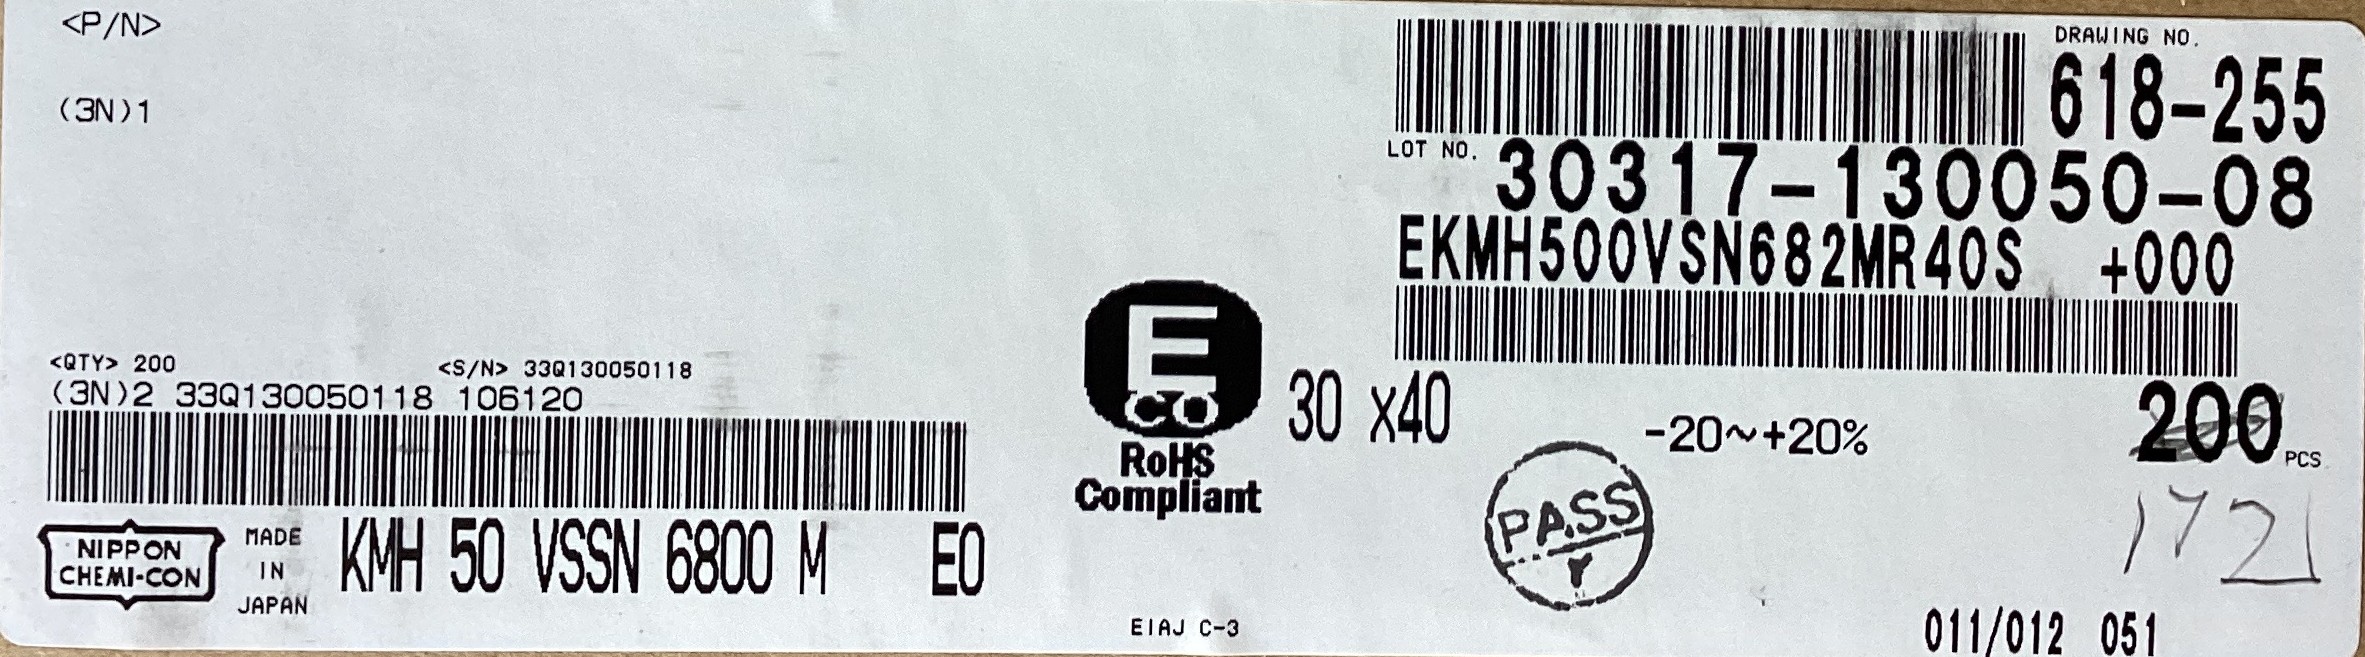 <P/N>
(3N)1
DRAWING NO.
618-255
LOT NO. 30317-130050-08
EKMH500VSN682MR40S +000
<QTY> 200 <S/N> 33Q130050118
(3N)2 33Q130050118 106120
E
CO
RoHS
Compliant
30 x40
-20~+20%
200 PCS
PASS
Y
NIPPON
CHEMI-CON
MADE
IN
JAPAN
KMH 50 VSSN 6800 M E0
EIAJ C-3
011/012 051